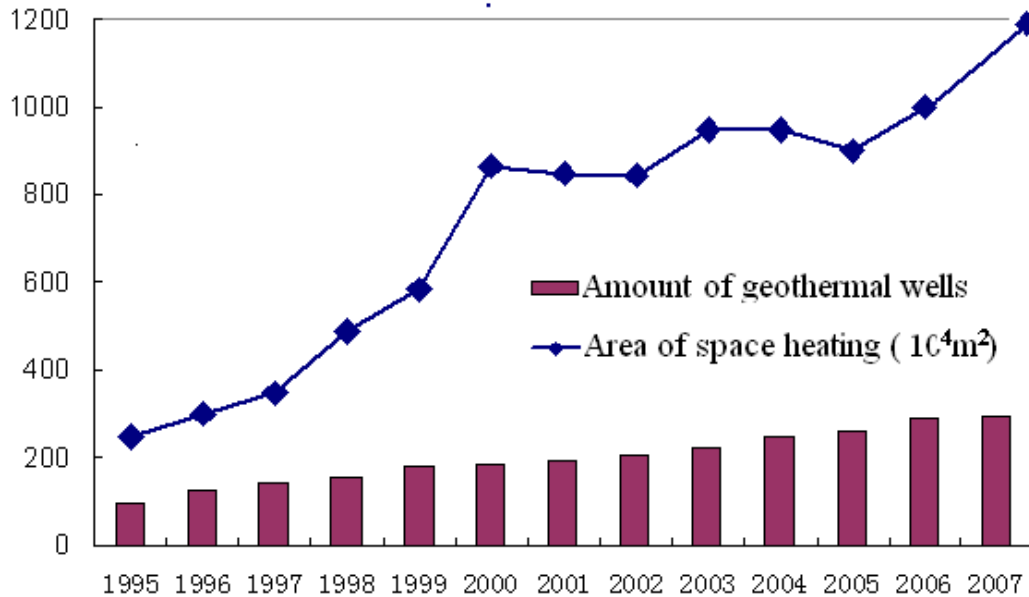 1200
1000
800
600
400
200
0
Amount of geothermal wells
Area of space heating ( 10⁴m²)
1995 1996 1997 1998 1999 2000 2001 2002 2003 2004 2005 2006 2007